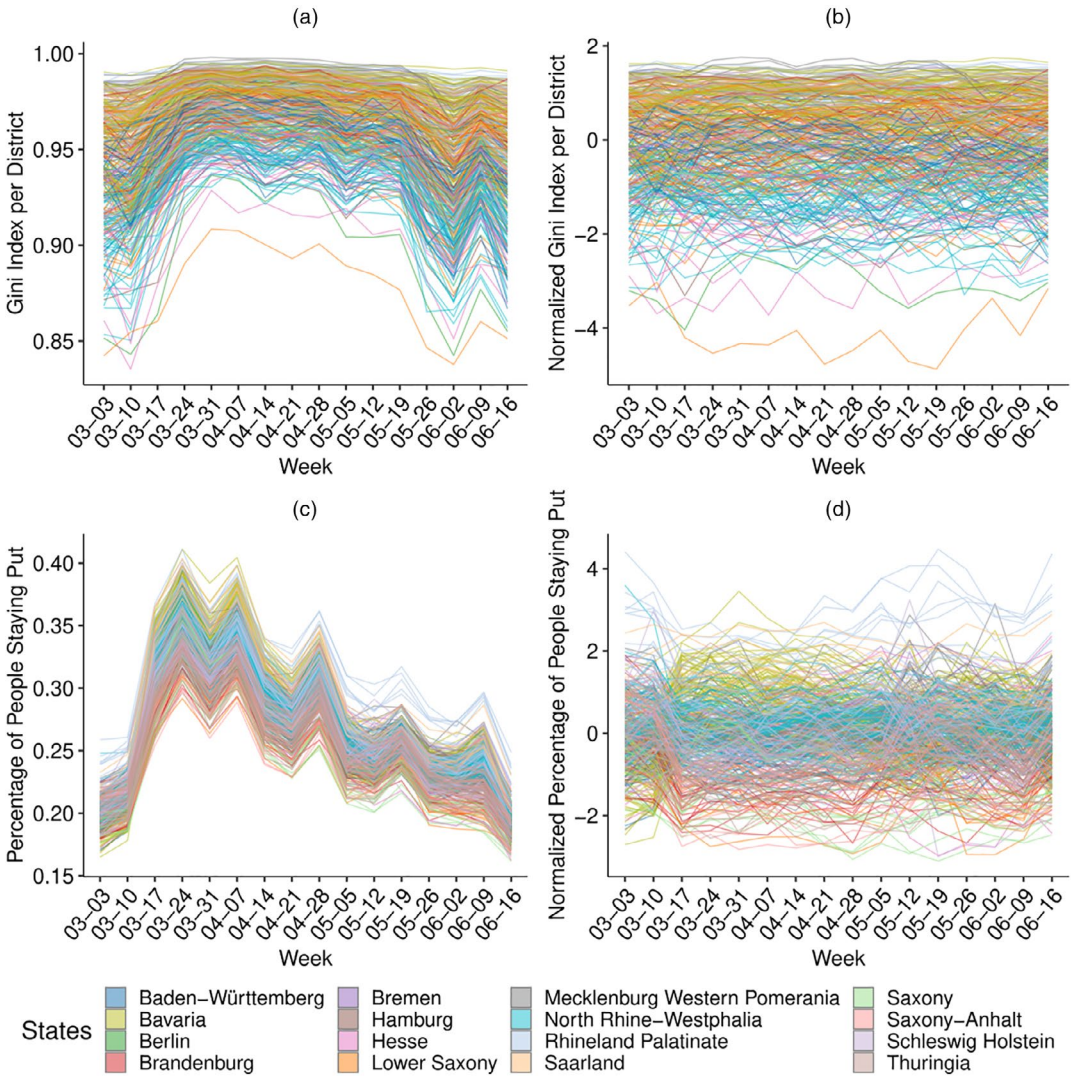 (a)
Gini Index per District
1.00
0.95
0.90
0.85
03−03 03−10 03−17 03−24 03−31 04−07 04−14 04−21 04−28 05−05 05−12 05−19 05−26 06−02 06−09 06−16
Week
(b)
Normalized Gini Index per District
2
0
−2
−4
03−03 03−10 03−17 03−24 03−31 04−07 04−14 04−21 04−28 05−05 05−12 05−19 05−26 06−02 06−09 06−16
Week
(c)
Percentage of People Staying Put
0.40
0.35
0.30
0.25
0.20
0.15
03−03 03−10 03−17 03−24 03−31 04−07 04−14 04−21 04−28 05−05 05−12 05−19 05−26 06−02 06−09 06−16
Week
(d)
Normalized Percentage of People Staying Put
4
2
0
−2
03−03 03−10 03−17 03−24 03−31 04−07 04−14 04−21 04−28 05−05 05−12 05−19 05−26 06−02 06−09 06−16
Week
States
Baden−Württemberg
Bavaria
Berlin
Brandenburg
Bremen
Hamburg
Hesse
Lower Saxony
Mecklenburg Western Pomerania
North Rhine−Westphalia
Rhineland Palatinate
Saarland
Saxony
Saxony−Anhalt
Schleswig Holstein
Thuringia